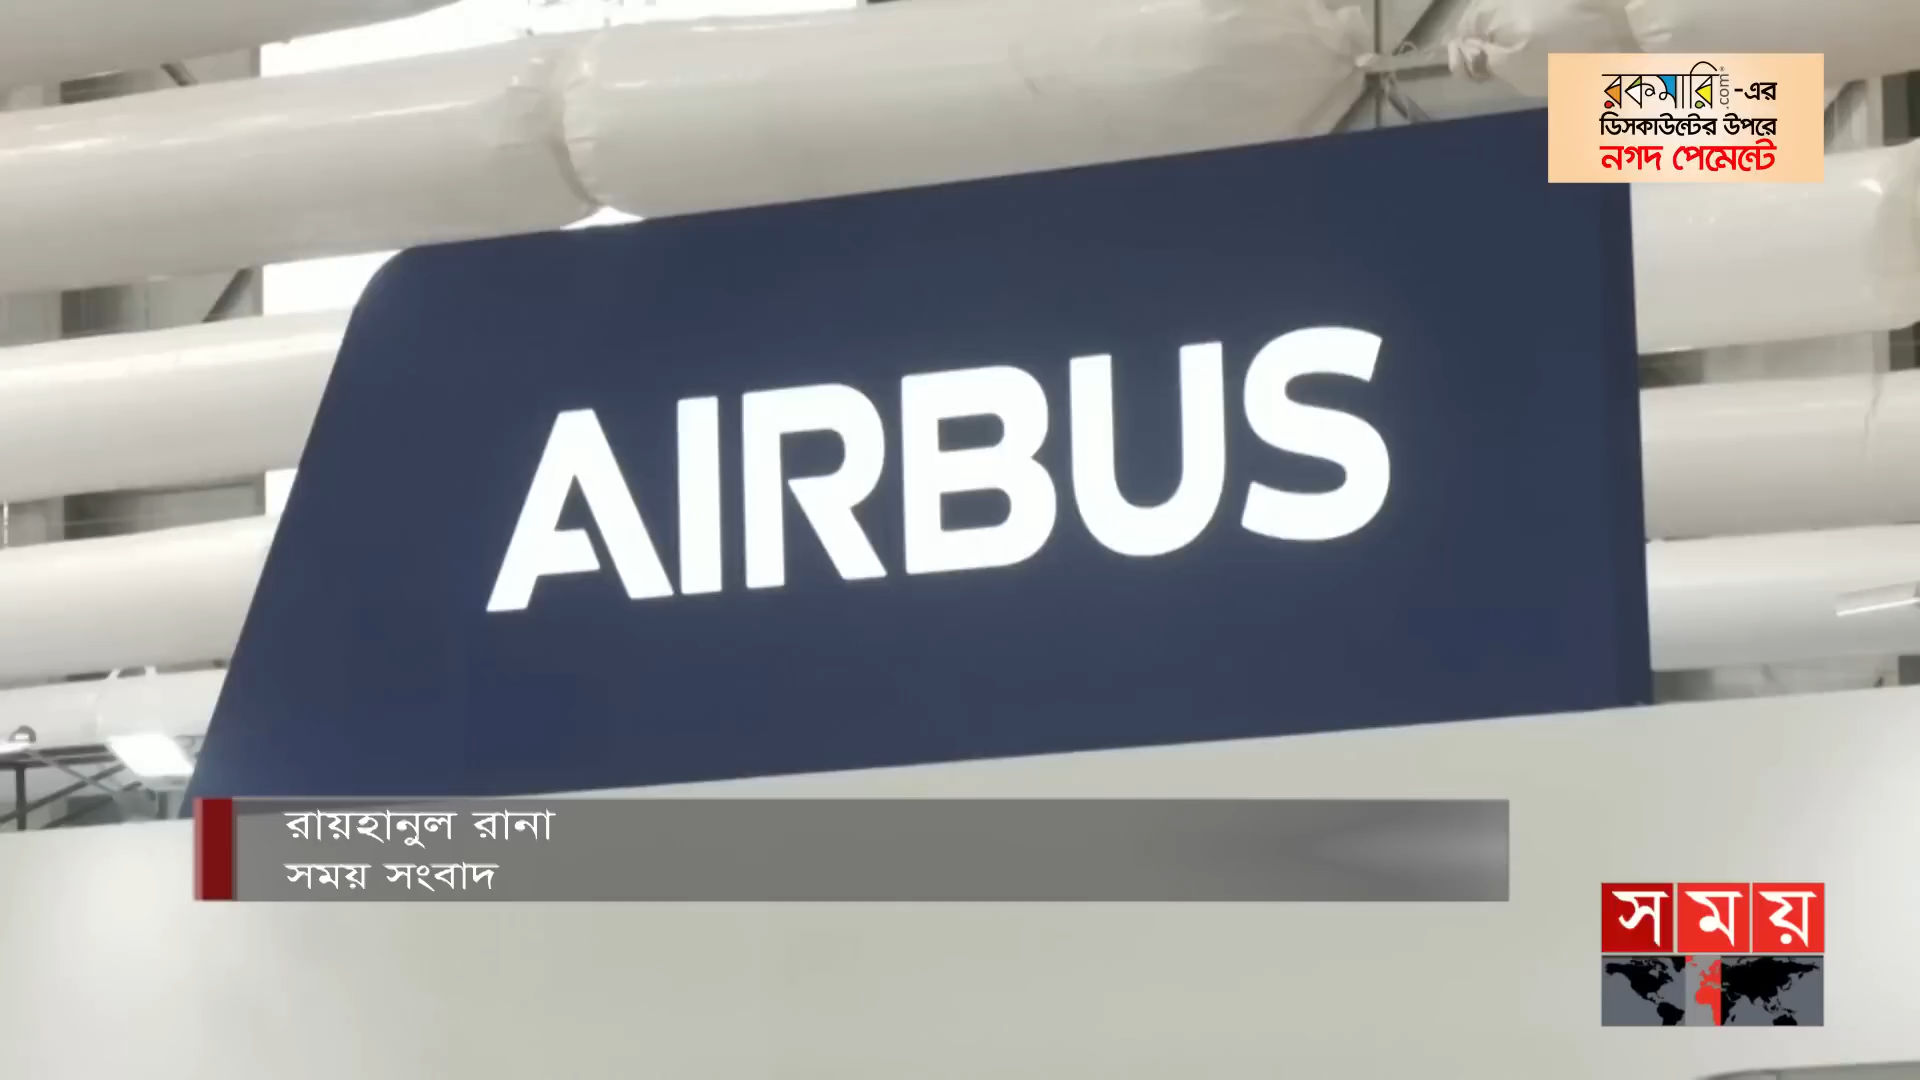 রকমারি.com-এর
ডিসকাউন্টের উপরে
নগদ পেমেন্টে
AIRBUS
রায়হানুল রানা
সময় সংবাদ
সময়